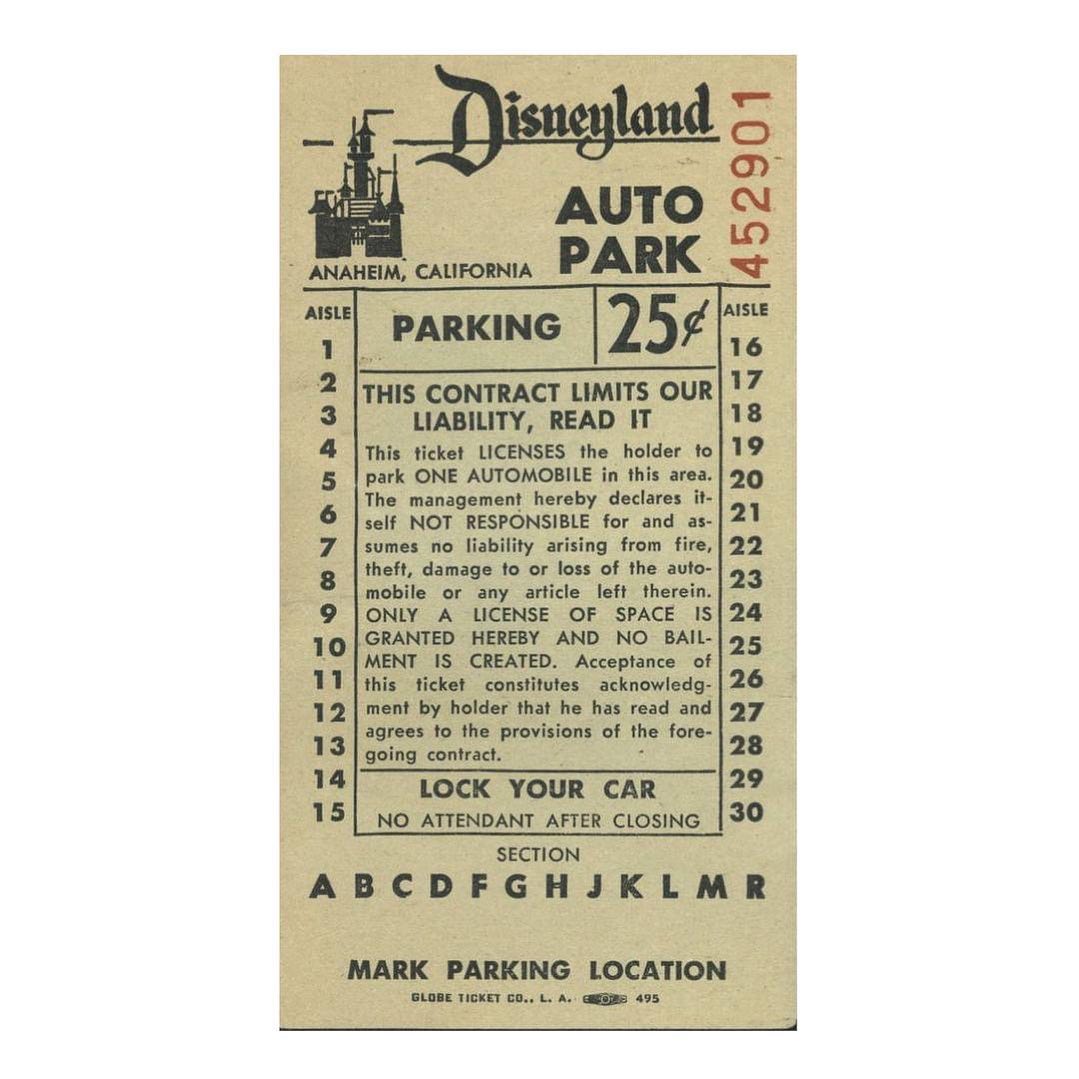 Disneyland
452901
AUTO
PARK
ANAHEIM, CALIFORNIA
AISLE
1
2
3
4
5
6
7
8
9
10
11
12
13
14
15
PARKING
25¢
THIS CONTRACT LIMITS OUR
LIABILITY, READ IT
This ticket LICENSES the holder to
park ONE AUTOMOBILE in this area.
The management hereby declares it-
self NOT RESPONSIBLE for and as-
sumes no liability arising from fire,
theft, damage to or loss of the auto-
mobile or any article left therein.
ONLY A LICENSE OF SPACE IS
GRANTED HEREBY AND NO BAIL-
MENT IS CREATED. Acceptance of
this ticket constitutes acknowledg-
ment by holder that he has read and
agrees to the provisions of the fore-
going contract.
LOCK YOUR CAR
NO ATTENDANT AFTER CLOSING
AISLE
16
17
18
19
20
21
22
23
24
25
26
27
28
29
30
SECTION
A B C D F G H J K L M R
MARK PARKING LOCATION
GLOBE TICKET CO., L. A. 495